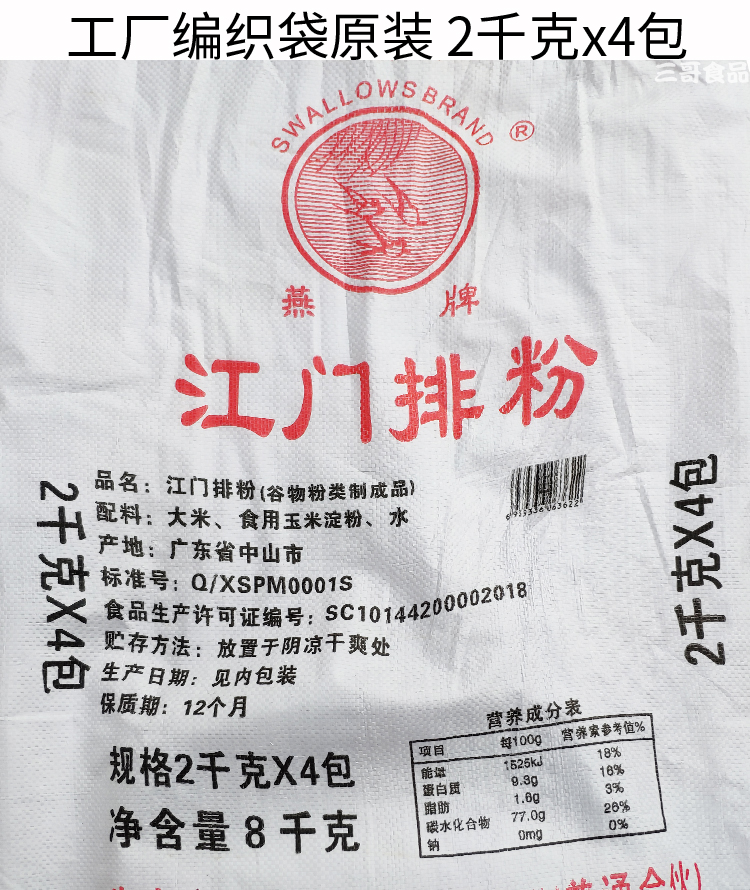 工厂编织袋原装 2千克x4包
三哥食品
SWALLOWS BRAND ®
燕 牌
江门排粉
2千克X4包
2千克X4包
品名：江门排粉(谷物粉类制成品)
配料：大米、食用玉米淀粉、水
产地：广东省中山市
标准号：Q/XSPM0001S
食品生产许可证编号：SC10144200002018
贮存方法：放置于阴凉干爽处
生产日期：见内包装
保质期：12个月
规格2千克X4包
净含量8千克
营养成分表
项目 每100g 营养素参考值%
能量 1525kJ 18%
蛋白质 9.3g 16%
脂肪 1.6g 3%
碳水化合物 77.0g 26%
钠 0mg 0%
普通合伙)